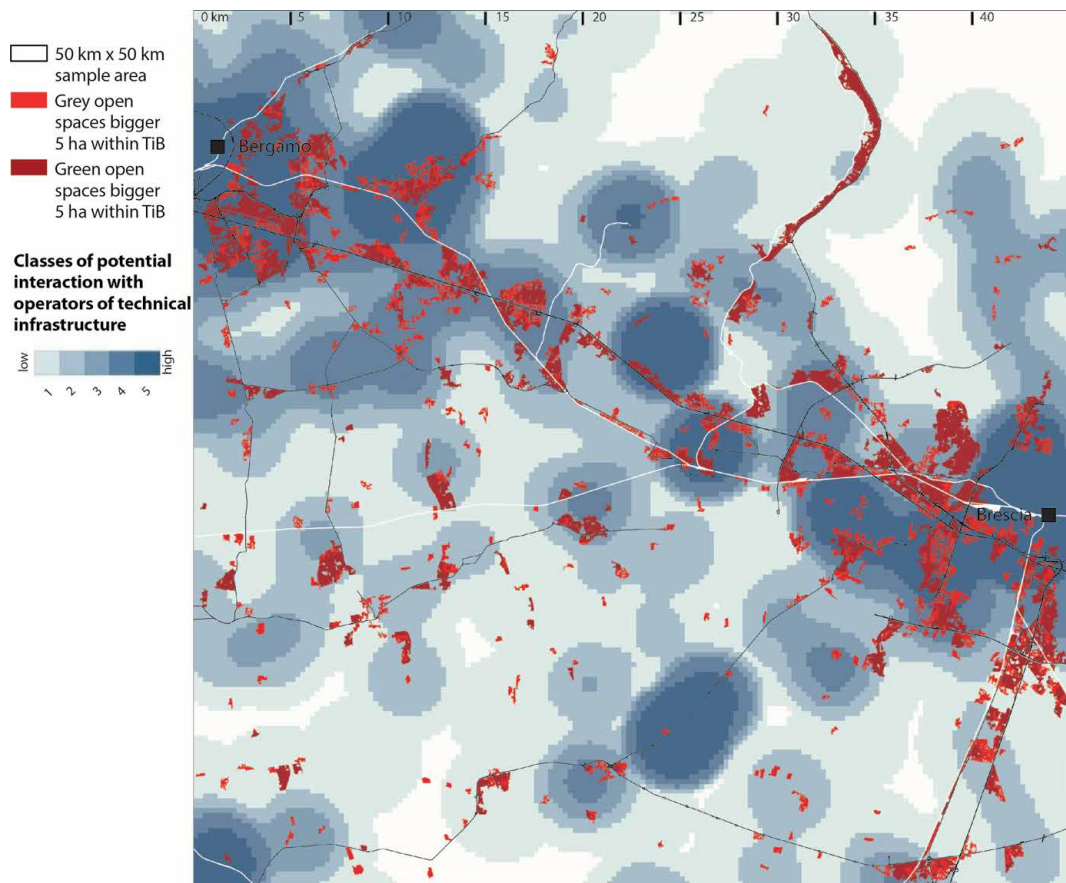 0 km 5 10 15 20 25 30 35 40
50 km x 50 km
sample area
Grey open
spaces bigger
5 ha within TiB
Green open
spaces bigger
5 ha within TiB
Classes of potential
interaction with
operators of technical
infrastructure
low
high
1 2 3 4 5
Bergamo
Brescia